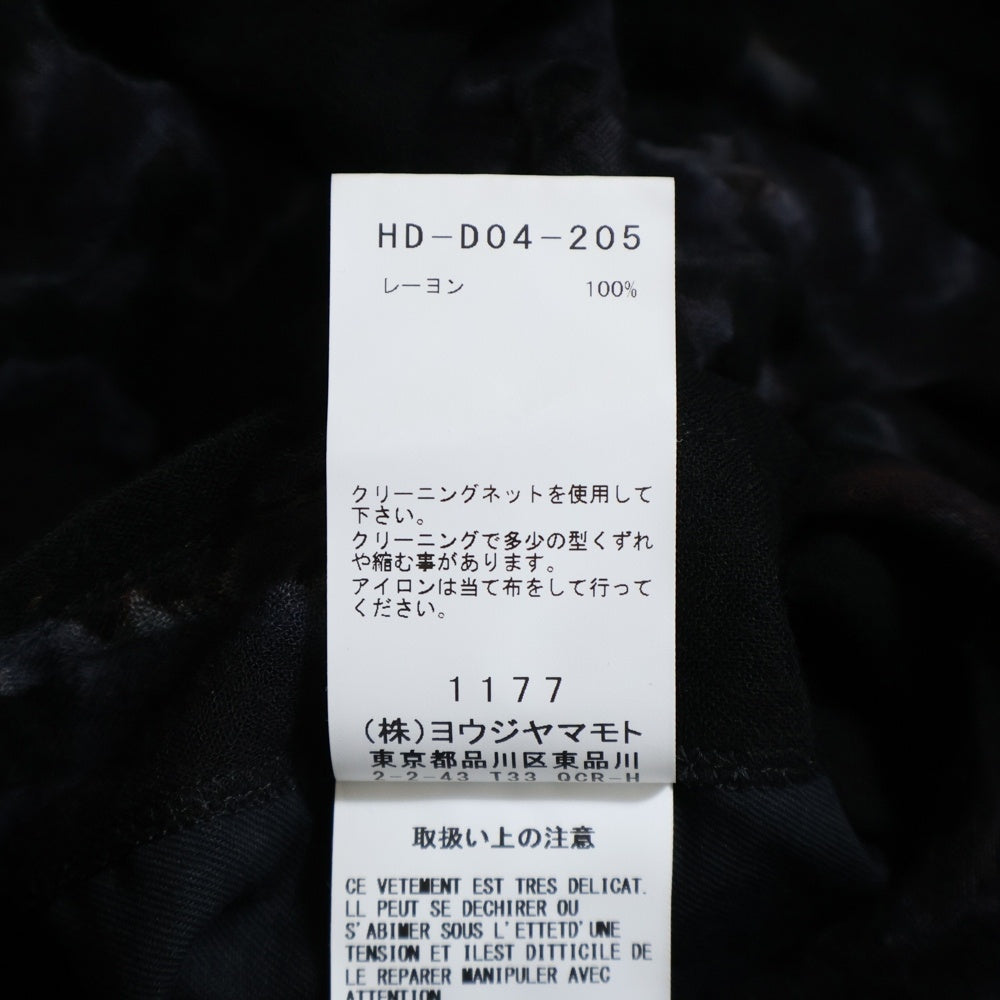 HD-D04-205
レーヨン 100%
クリーニングネットを使用して
下さい。
クリーニングで多少の型くずれ
や縮む事があります。
アイロンは当て布をして行って
ください。
1177
(株)ヨウジヤマモト
東京都品川区東品川
2-2-43 T33 QCR-H
取扱い上の注意
CE VETEMENT EST TRES DELICAT.
LL PEUT SE DECHIRER OU
S'ABIMER SOUS L'ETTETD'UNE
TENSION ET ILEST DITTICILE DE
LE REPARER MANIPULER AVEC
ATTENTION